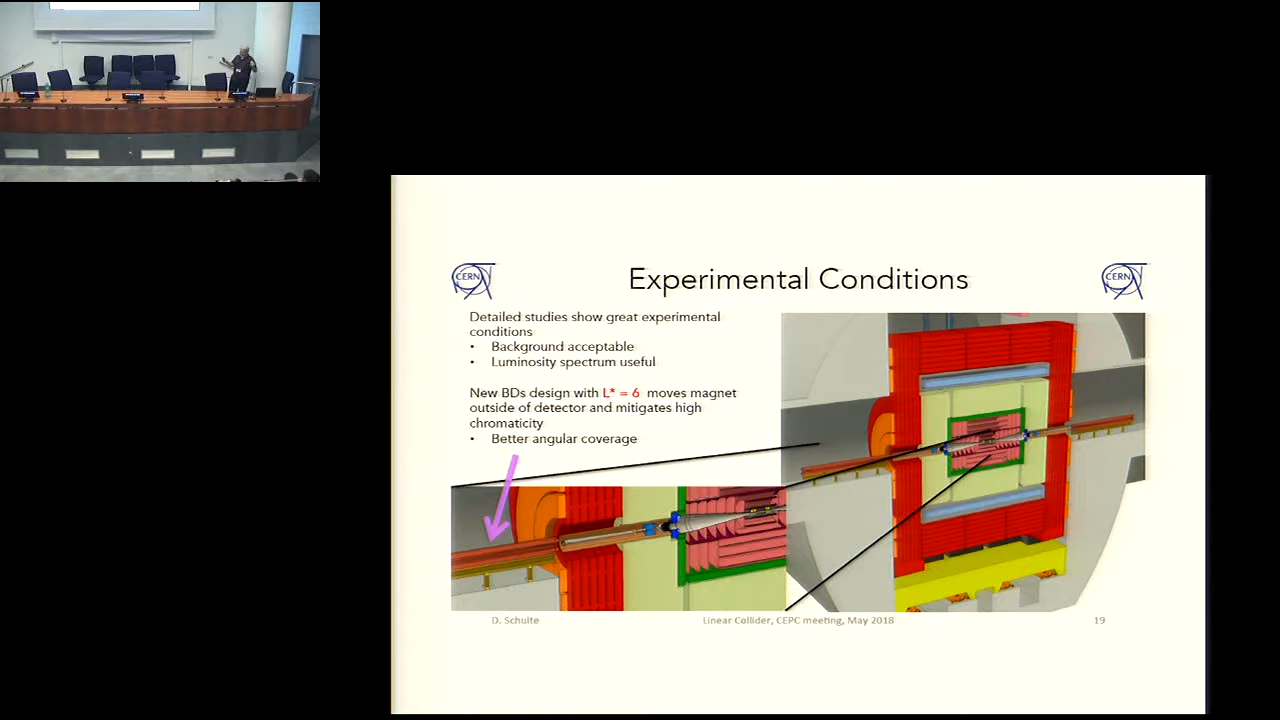 CERN
Experimental Conditions
CERN
Detailed studies show great experimental
conditions
• Background acceptable
• Luminosity spectrum useful
New BDs design with L* = 6 moves magnet
outside of detector and mitigates high
chromaticity
• Better angular coverage
D. Schulte
Linear Collider, CEPC meeting, May 2018
19